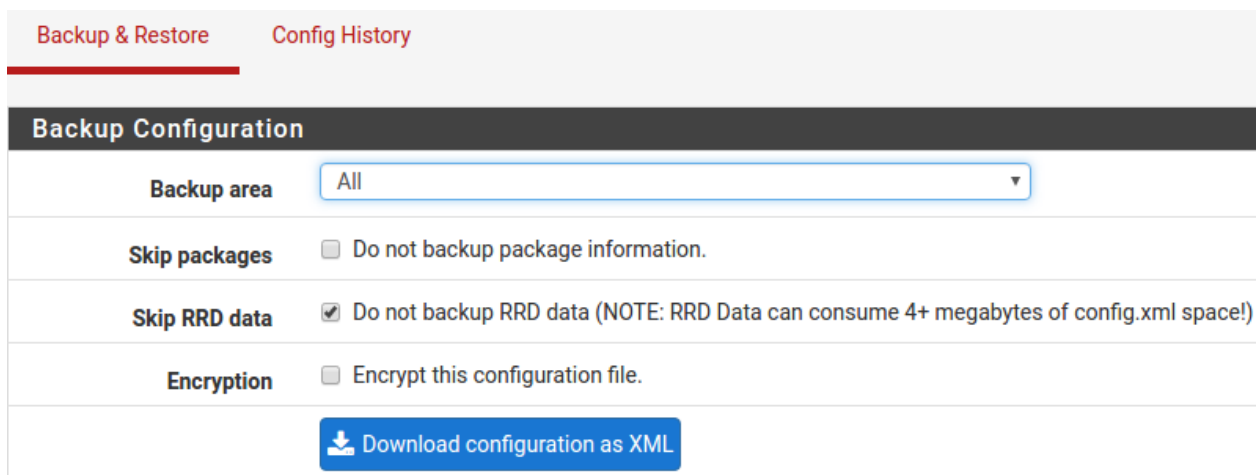 Backup & Restore Config History
Backup Configuration
Backup area All
Skip packages Do not backup package information.
Skip RRD data Do not backup RRD data (NOTE: RRD Data can consume 4+ megabytes of config.xml space!)
Encryption Encrypt this configuration file.
Download configuration as XML